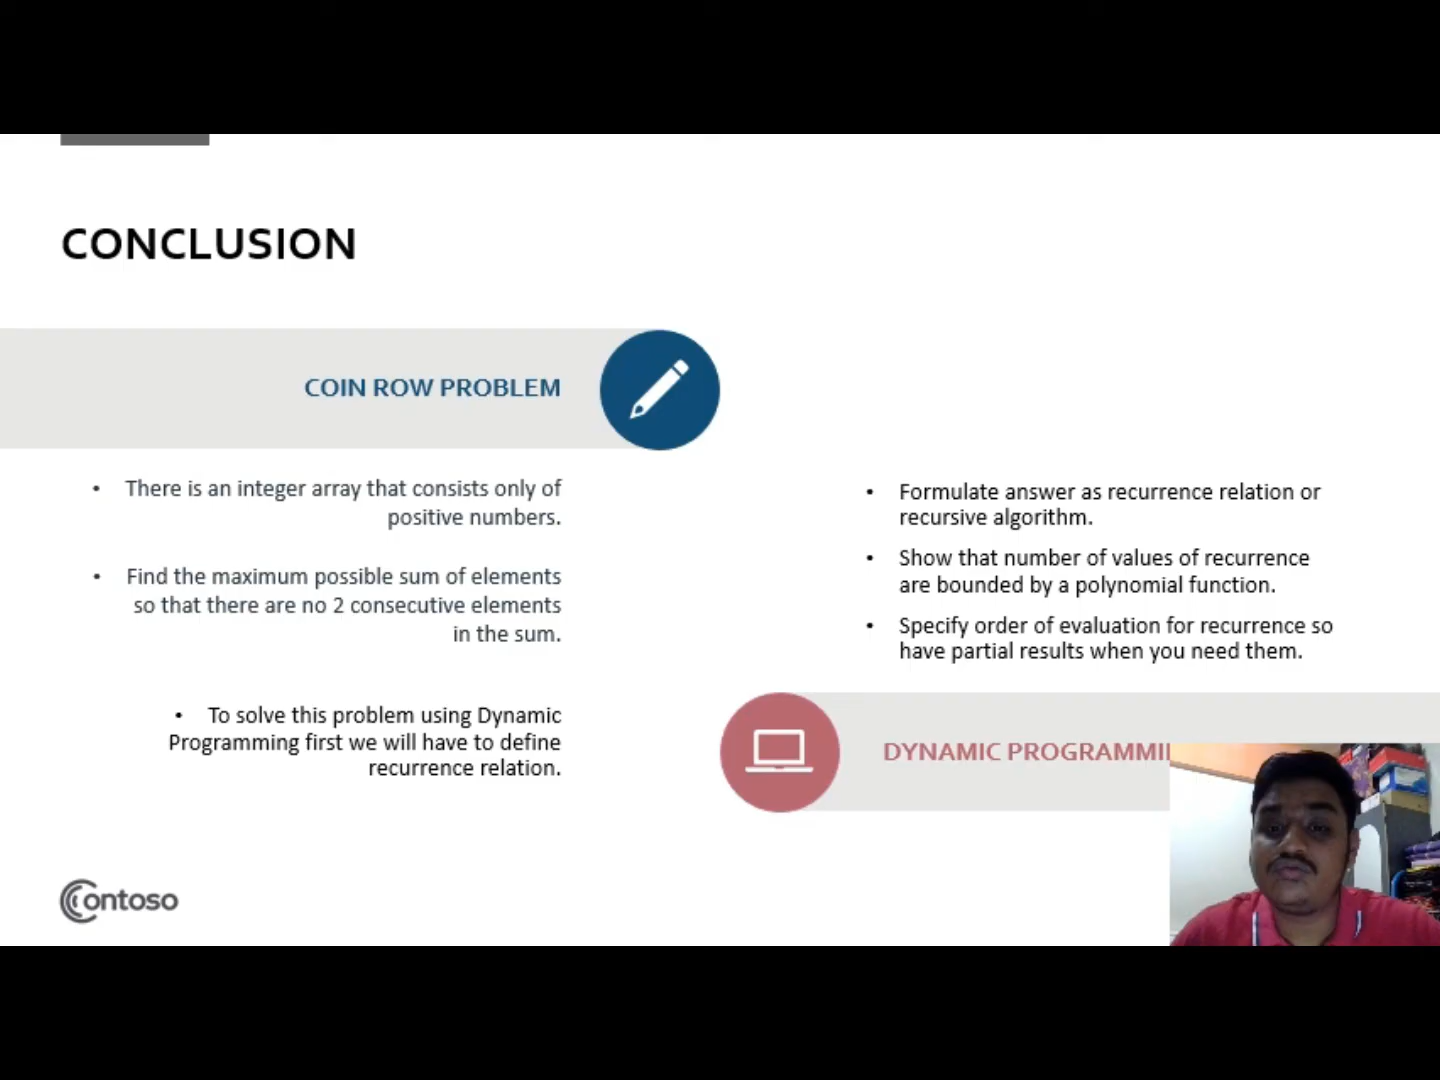 CONCLUSION
COIN ROW PROBLEM
• There is an integer array that consists only of
positive numbers.
• Find the maximum possible sum of elements
so that there are no 2 consecutive elements
in the sum.
• To solve this problem using Dynamic
Programming first we will have to define
recurrence relation.
• Formulate answer as recurrence relation or
recursive algorithm.
• Show that number of values of recurrence
are bounded by a polynomial function.
• Specify order of evaluation for recurrence so
have partial results when you need them.
DYNAMIC PROGRAMMI
Contoso